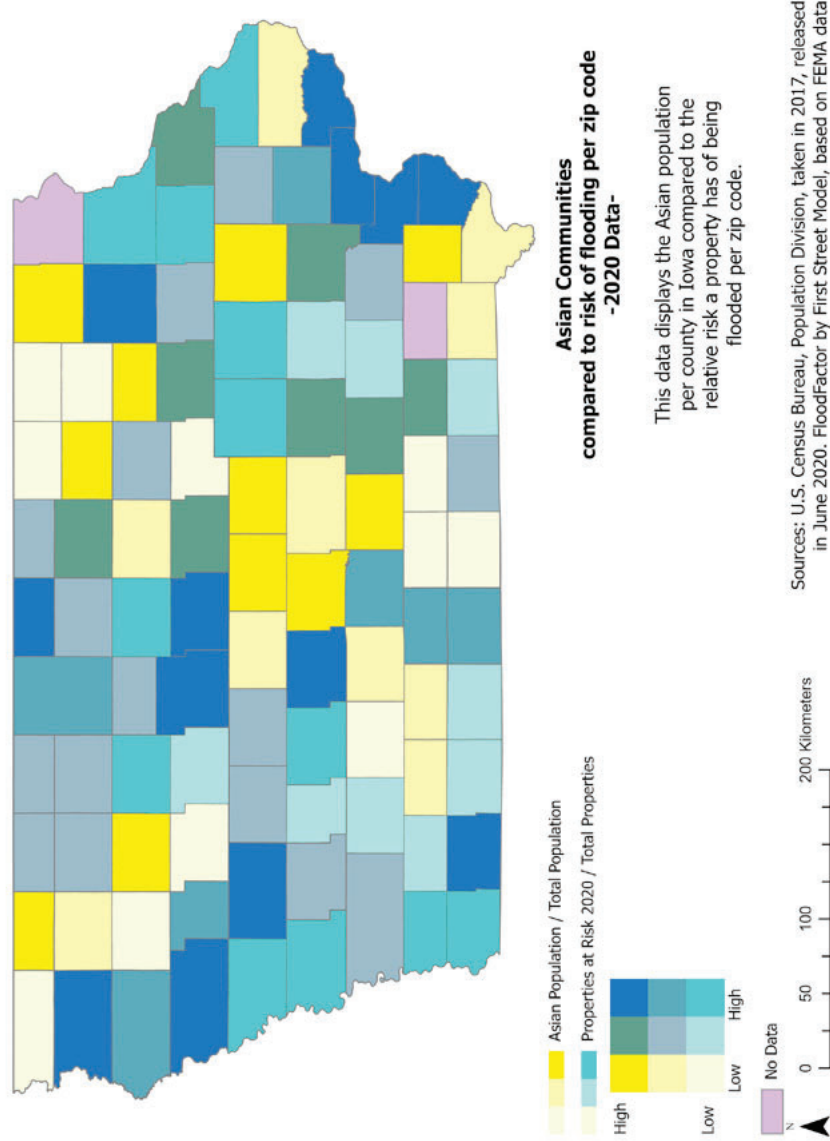 Asian Communities
compared to risk of flooding per zip code
-2020 Data-
This data displays the Asian population
per county in Iowa compared to the
relative risk a property has of being
flooded per zip code.
Sources: U.S. Census Bureau, Population Division, taken in 2017, released
in June 2020. FloodFactor by First Street Model, based on FEMA data
Asian Population / Total Population
Properties at Risk 2020 / Total Properties
High
Low
Low
High
No Data
N
0
50
100
200 Kilometers